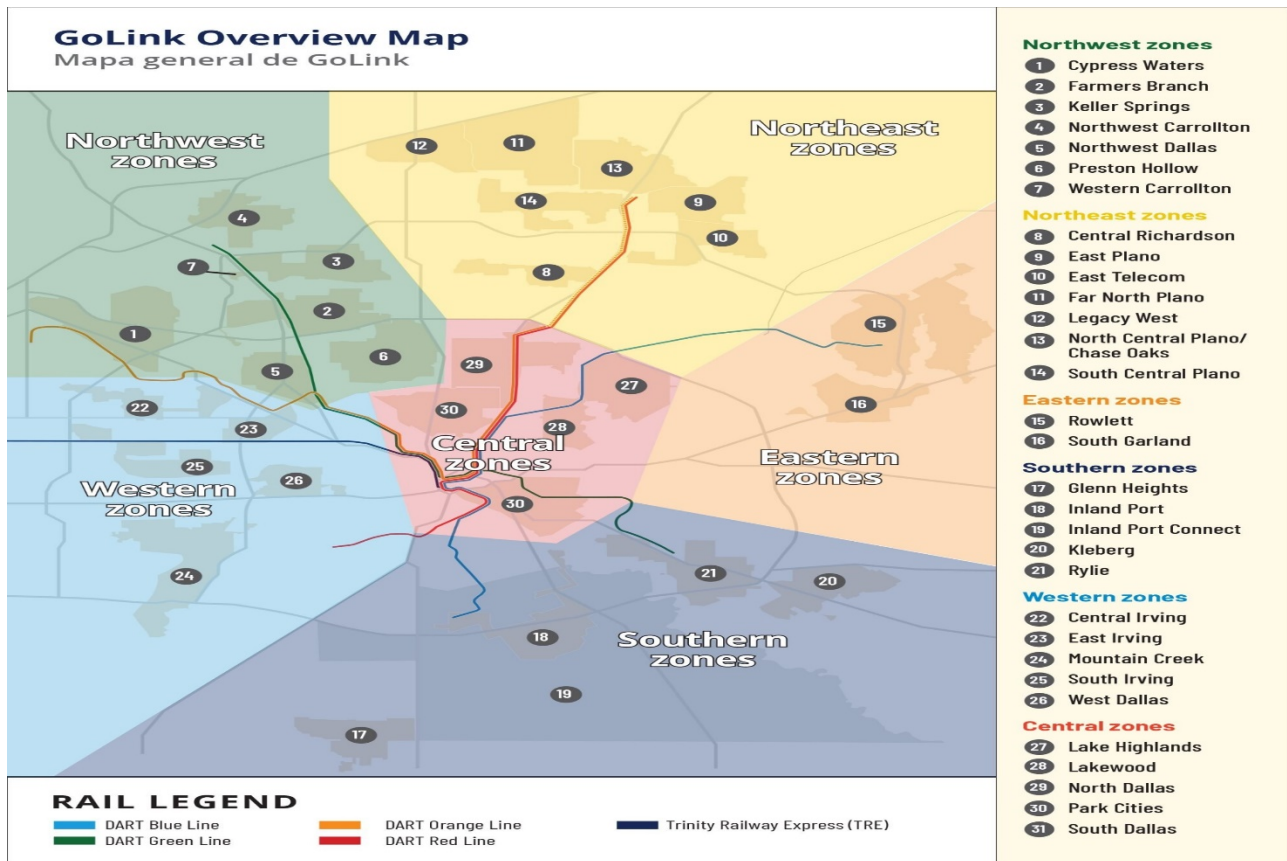 GoLink Overview Map
Mapa general de GoLink
Northwest
zones
Northeast
zones
12
11
13
14
9
10
8
4
7
3
2
1
6
5
29
27
30
28
Central
zones
30
15
16
Eastern
zones
22
23
25
26
Western
zones
24
21
20
18
Southern
zones
19
17
RAIL LEGEND
DART Blue Line
DART Green Line
DART Orange Line
DART Red Line
Trinity Railway Express (TRE)
Northwest zones
1 Cypress Waters
2 Farmers Branch
3 Keller Springs
4 Northwest Carrollton
5 Northwest Dallas
6 Preston Hollow
7 Western Carrollton
Northeast zones
8 Central Richardson
9 East Plano
10 East Telecom
11 Far North Plano
12 Legacy West
13 North Central Plano/
Chase Oaks
14 South Central Plano
Eastern zones
15 Rowlett
16 South Garland
Southern zones
17 Glenn Heights
18 Inland Port
19 Inland Port Connect
20 Kleberg
21 Rylie
Western zones
22 Central Irving
23 East Irving
24 Mountain Creek
25 South Irving
26 West Dallas
Central zones
27 Lake Highlands
28 Lakewood
29 North Dallas
30 Park Cities
31 South Dallas